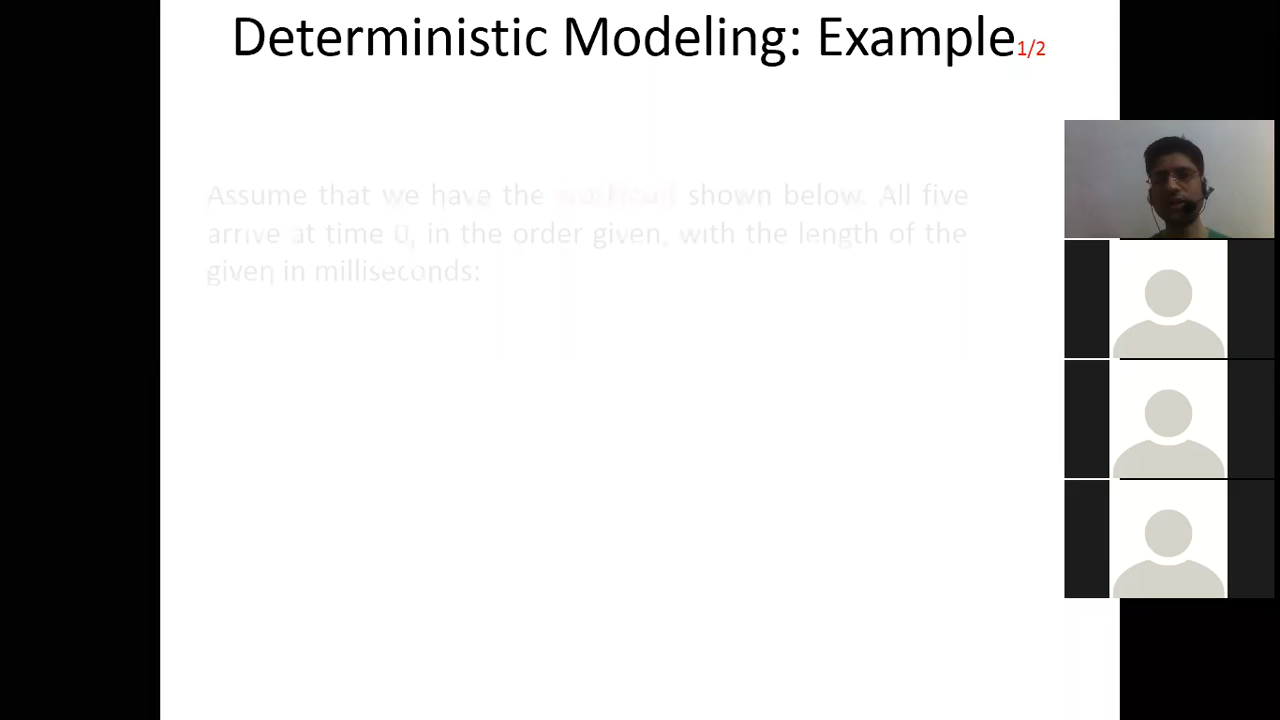 Deterministic Modeling: Example1/2
Assume that we have the workload shown below. All five
arrive at time 0, in the order given, with the length of the
given in milliseconds: